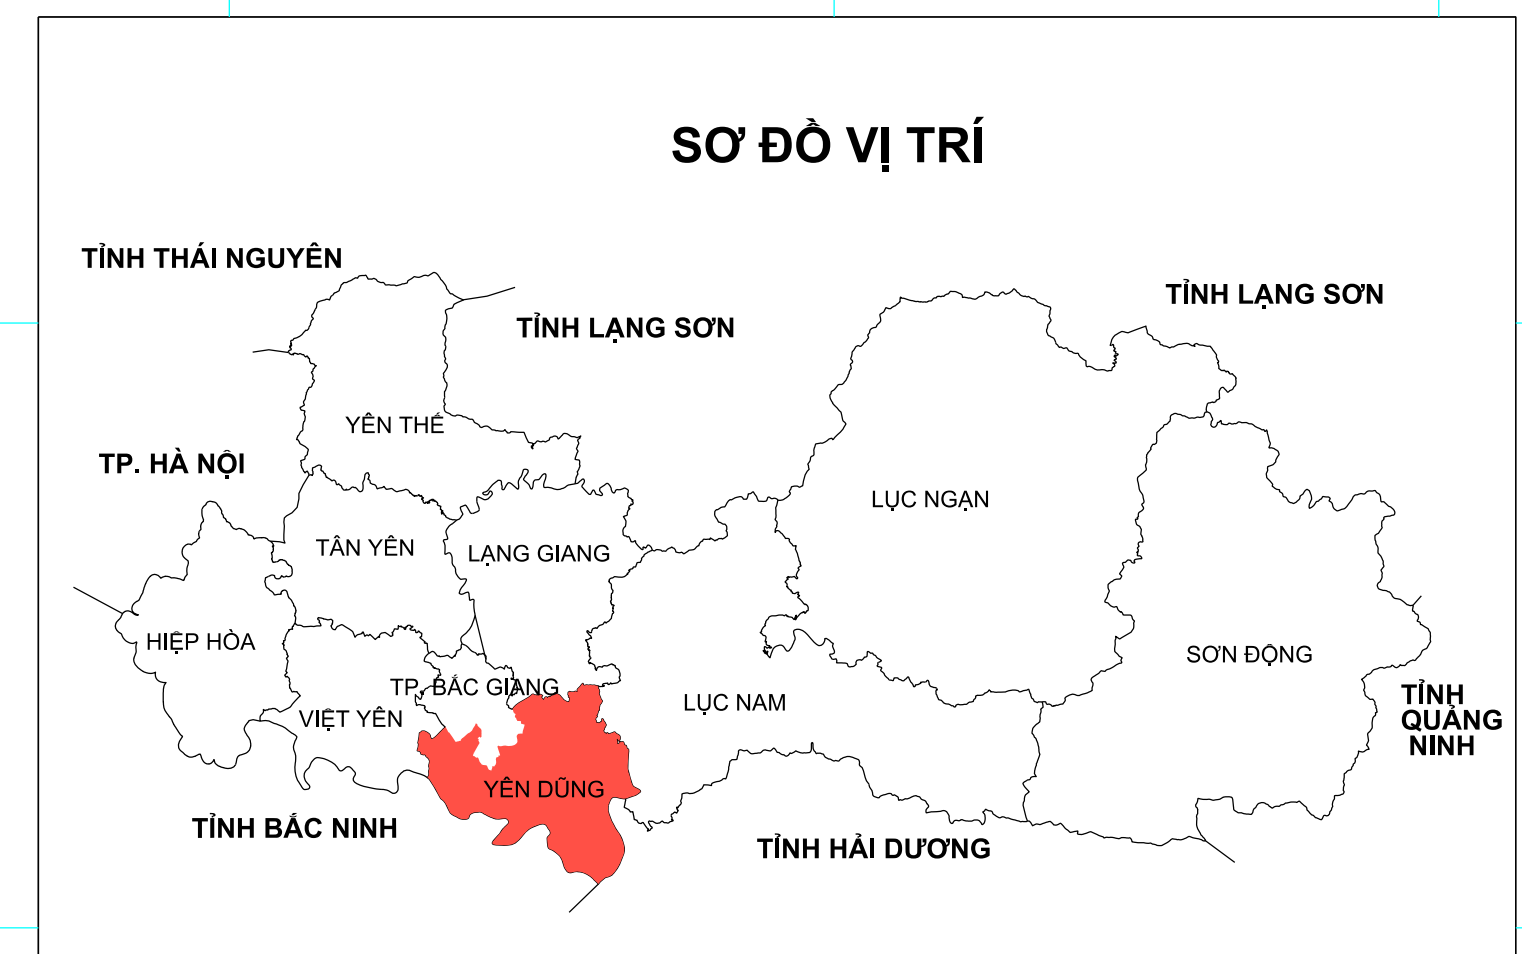 SƠ ĐỒ VỊ TRÍ
TỈNH THÁI NGUYÊN
TỈNH LẠNG SƠN
TỈNH LẠNG SƠN
YÊN THẾ
TP. HÀ NỘI
LỤC NGẠN
TÂN YÊN
LẠNG GIANG
HIỆP HÒA
SƠN ĐỘNG
TP. BẮC GIANG
LỤC NAM
VIỆT YÊN
TỈNH
QUẢNG
NINH
YÊN DŨNG
TỈNH BẮC NINH
TỈNH HẢI DƯƠNG